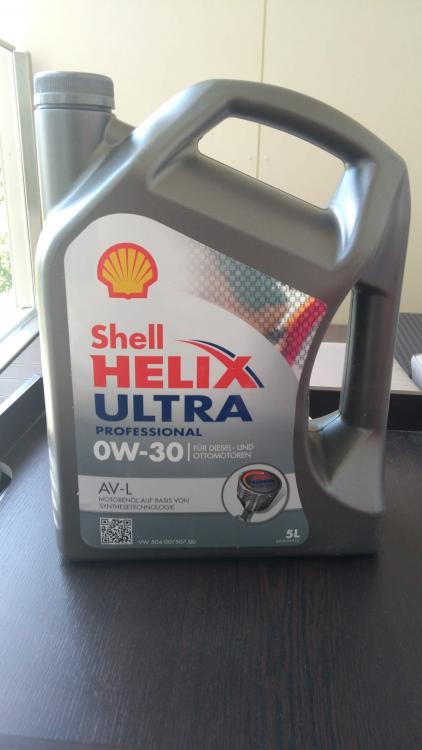 Shell
HELIX
ULTRA
PROFESSIONAL
0W-30
FÜR DIESEL- UND
OTTOMOTOREN
AV-L
MOTORENÖL AUF BASIS VON
SYNTHESETECHNOLOGIE
VW 504.00/507.00
5L